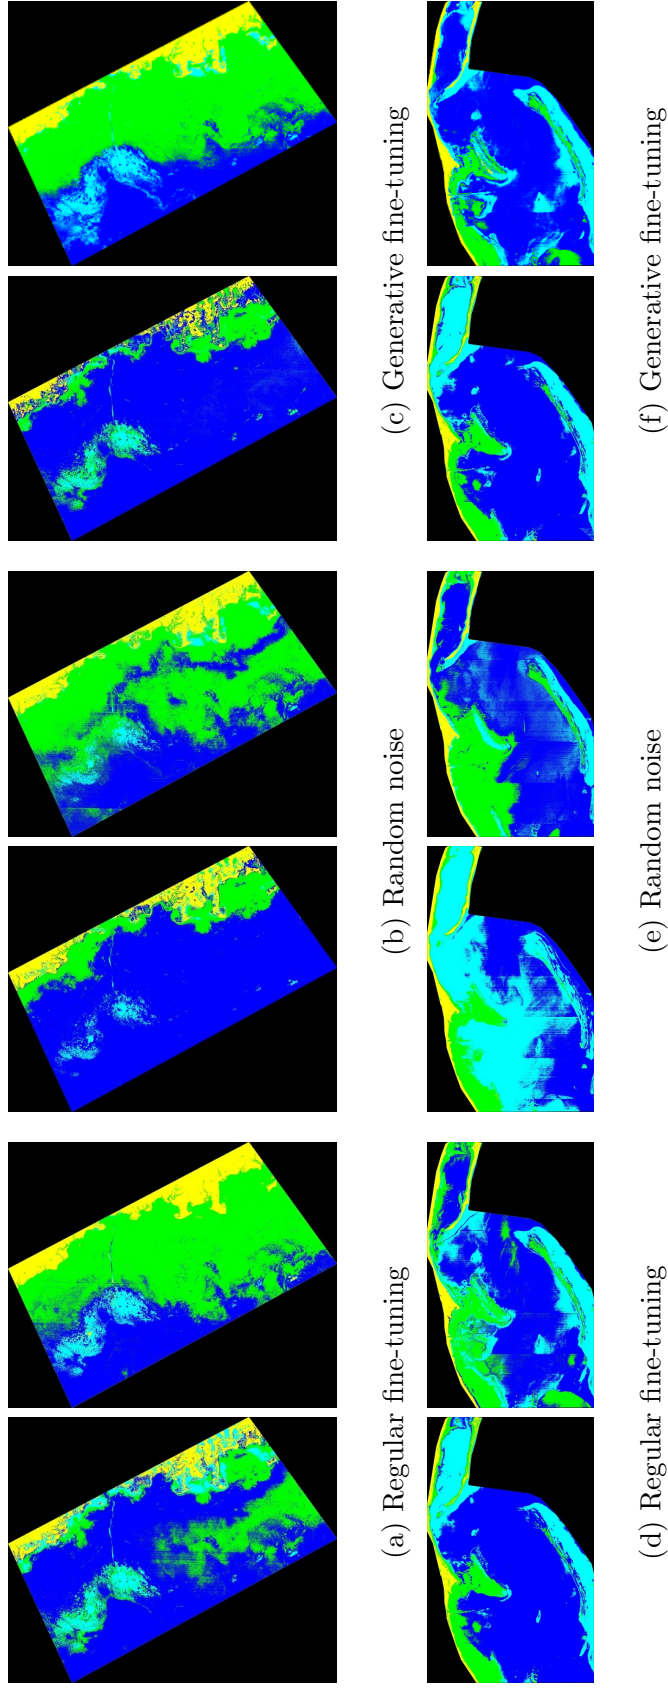 (a) Regular fine-tuning
(b) Random noise
(c) Generative fine-tuning
(d) Regular fine-tuning
(e) Random noise
(f) Generative fine-tuning